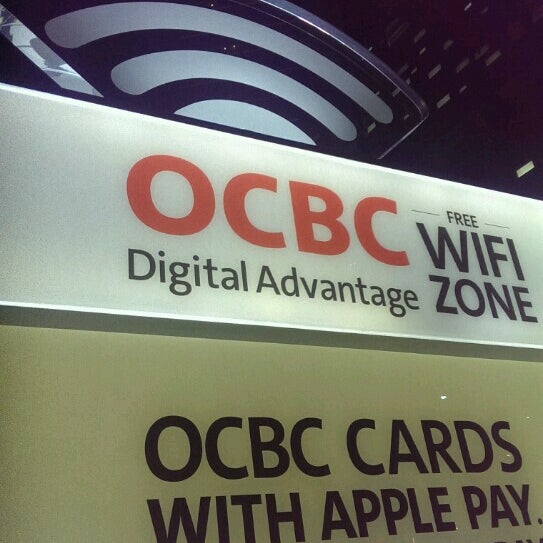 OCBC
Digital Advantage
FREE
WIFI
ZONE
OCBC CARDS
WITH APPLE PAY.